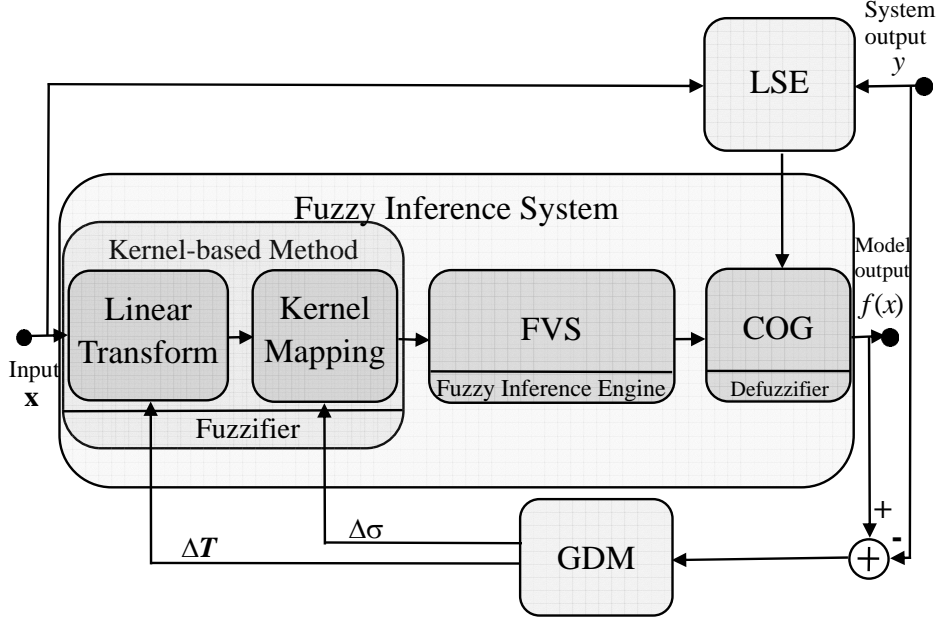 System
output
y
LSE
Fuzzy Inference System
Kernel-based Method
Model
output
f(x)
Linear
Transform
Kernel
Mapping
FVS
COG
Input
x
Fuzzy Inference Engine
Defuzzifier
Fuzzifier
+
-
Δσ
ΔT
GDM
+